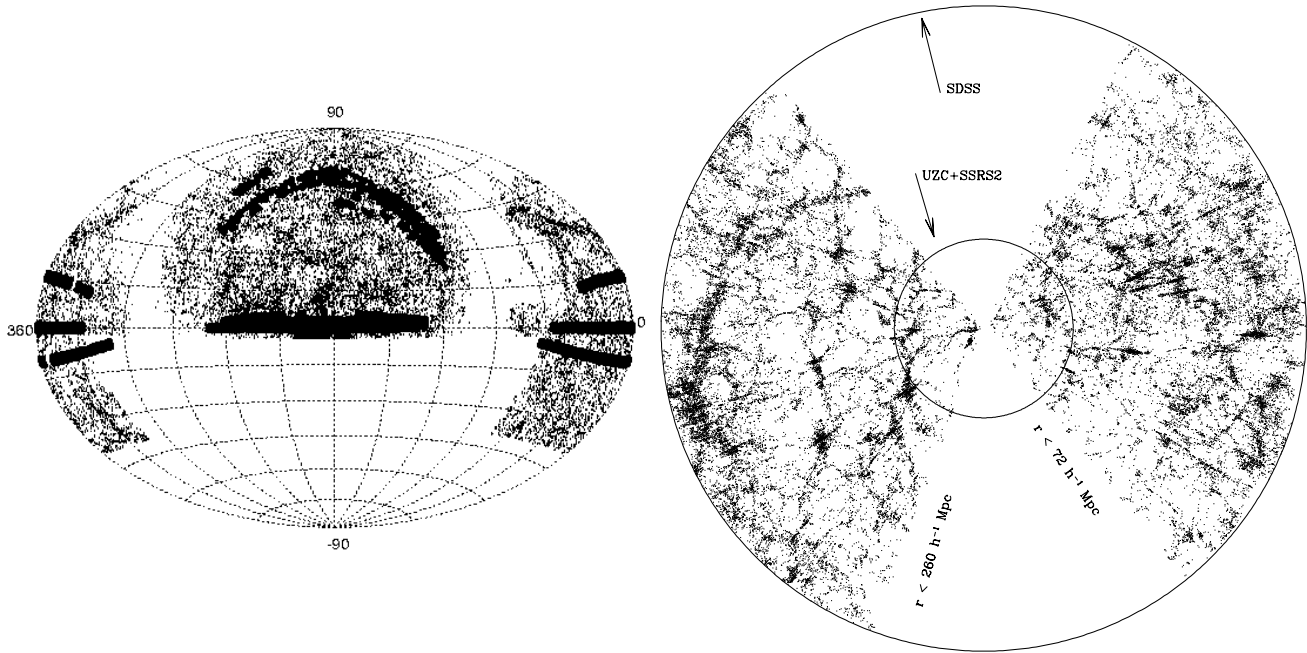 90
360
0
-90
SDSS
UZC+SSRS2
r < 72 h⁻¹ Mpc
r < 260 h⁻¹ Mpc